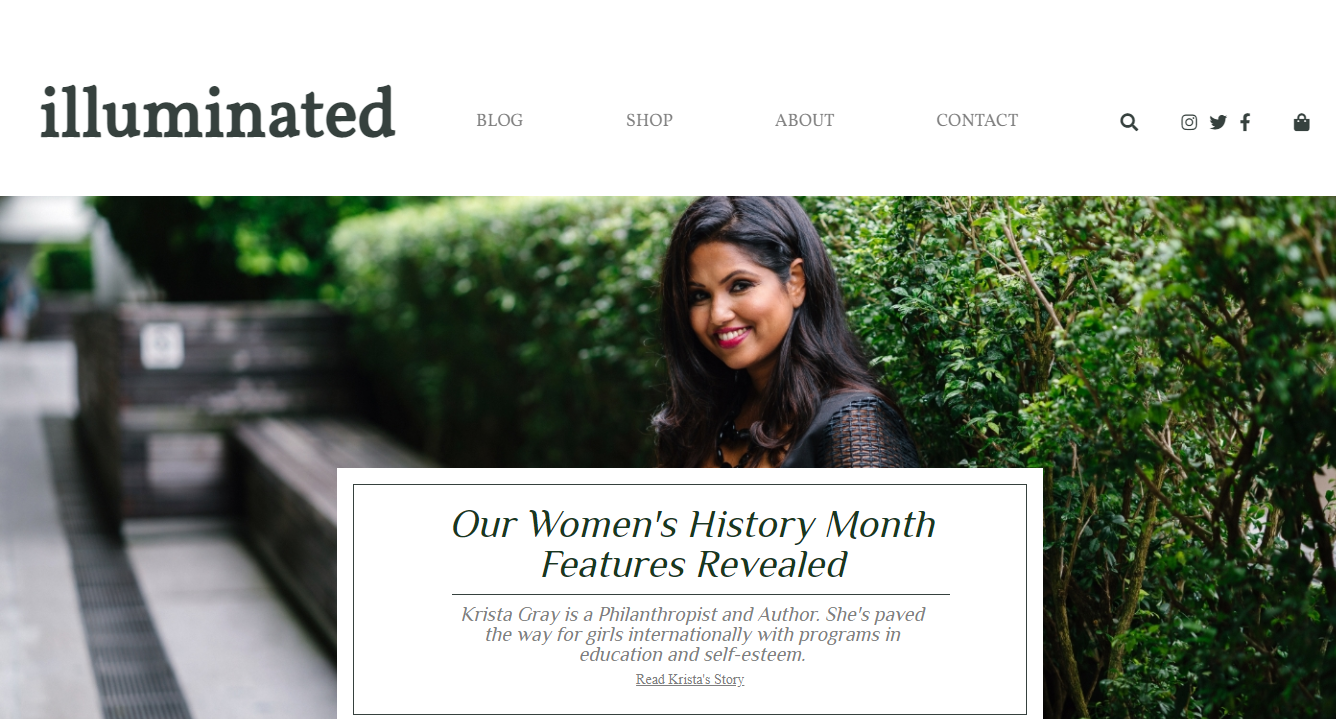 illuminated
BLOG SHOP ABOUT CONTACT
Our Women's History Month
Features Revealed
Krista Gray is a Philanthropist and Author. She's paved
the way for girls internationally with programs in
education and self-esteem.
Read Krista's Story